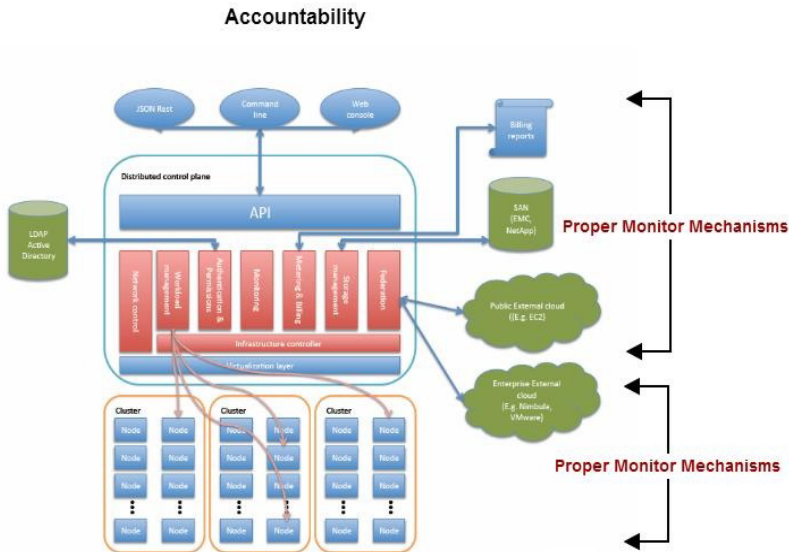 Accountability
JSON Rest
Command
line
Web
console
Billing
reports
Distributed control plane
API
LDAP
Active
Directory
SAN
(EMC,
NetApp)
Proper Monitor Mechanisms
Network control
Workload
management
Authentication &
Permissions
Monitoring
Metering & Billing
Storage
management
Federation
Infrastructure controller
Virtualization layer
Public External cloud
((E.g. EC2)
Enterprise External
cloud
(E.g. Nimbula,
VMware)
Proper Monitor Mechanisms
Cluster
Node Node
Node Node
Node Node
Node Node
Cluster
Node Node
Node Node
Node Node
Node Node
Cluster
Node Node
Node Node
Node Node
Node Node